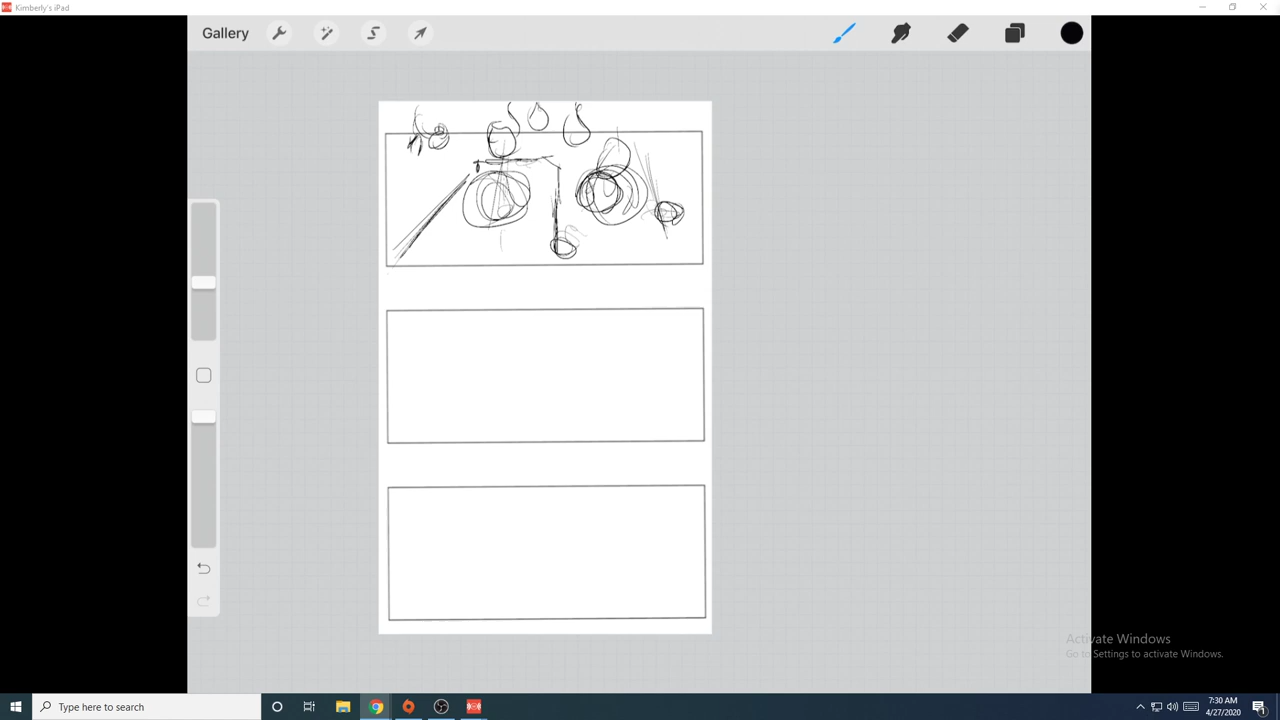 Kimberly's iPad
Gallery
Activate Windows
Go to Settings to activate Windows.
Type here to search
7:30 AM
4/27/2020